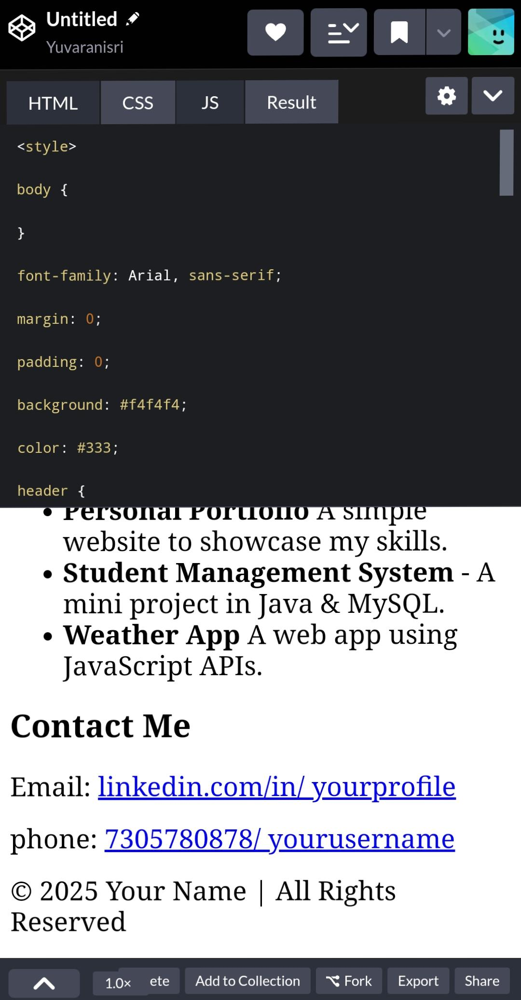 Untitled
Yuvaranisri
HTML CSS JS Result
<style>
body {
}
font-family: Arial, sans-serif;
margin: 0;
padding: 0;
background: #f4f4f4;
color: #333;
header {
• Personal Portfolio A simple
website to showcase my skills.
• Student Management System - A
mini project in Java & MySQL.
• Weather App A web app using
JavaScript APIs.
Contact Me
Email: linkedin.com/in/ yourprofile
phone: 7305780878/ yourusername
© 2025 Your Name | All Rights
Reserved
1.0× ete Add to Collection Fork Export Share